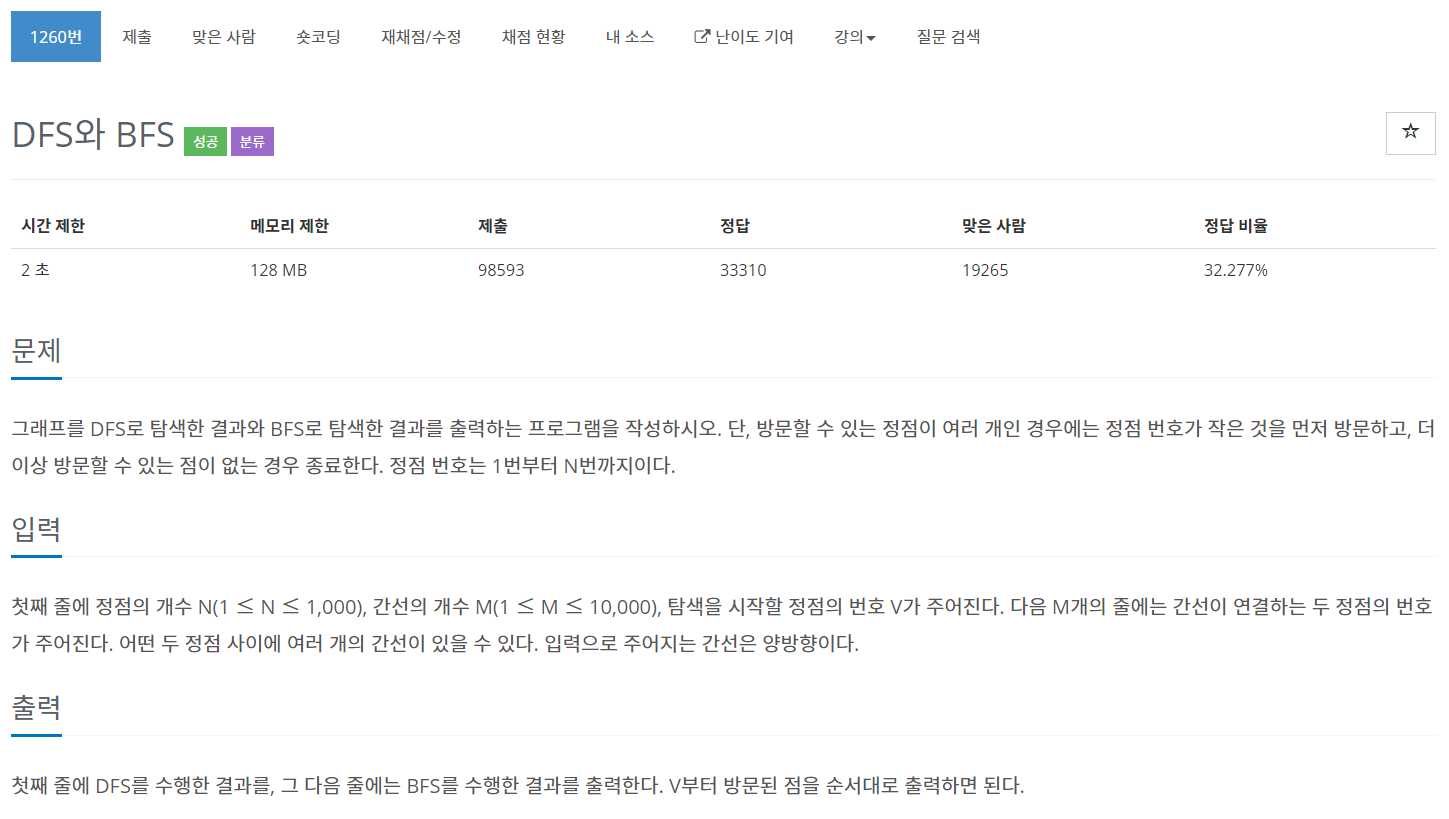 1260번 제출 맞은 사람 숏코딩 재채점/수정 채점 현황 내 소스 난이도 기여 강의 질문 검색
DFS와 BFS 성공 분류
시간 제한 메모리 제한 제출 정답 맞은 사람 정답 비율
2 초 128 MB 98593 33310 19265 32.277%
문제
그래프를 DFS로 탐색한 결과와 BFS로 탐색한 결과를 출력하는 프로그램을 작성하시오. 단, 방문할 수 있는 정점이 여러 개인 경우에는 정점 번호가 작은 것을 먼저 방문하고, 더
이상 방문할 수 있는 점이 없는 경우 종료한다. 정점 번호는 1번부터 N번까지이다.
입력
첫째 줄에 정점의 개수 N(1 ≤ N ≤ 1,000), 간선의 개수 M(1 ≤ M ≤ 10,000), 탐색을 시작할 정점의 번호 V가 주어진다. 다음 M개의 줄에는 간선이 연결하는 두 정점의 번호
가 주어진다. 어떤 두 정점 사이에 여러 개의 간선이 있을 수 있다. 입력으로 주어지는 간선은 양방향이다.
출력
첫째 줄에 DFS를 수행한 결과를, 그 다음 줄에는 BFS를 수행한 결과를 출력한다. V부터 방문된 점을 순서대로 출력하면 된다.